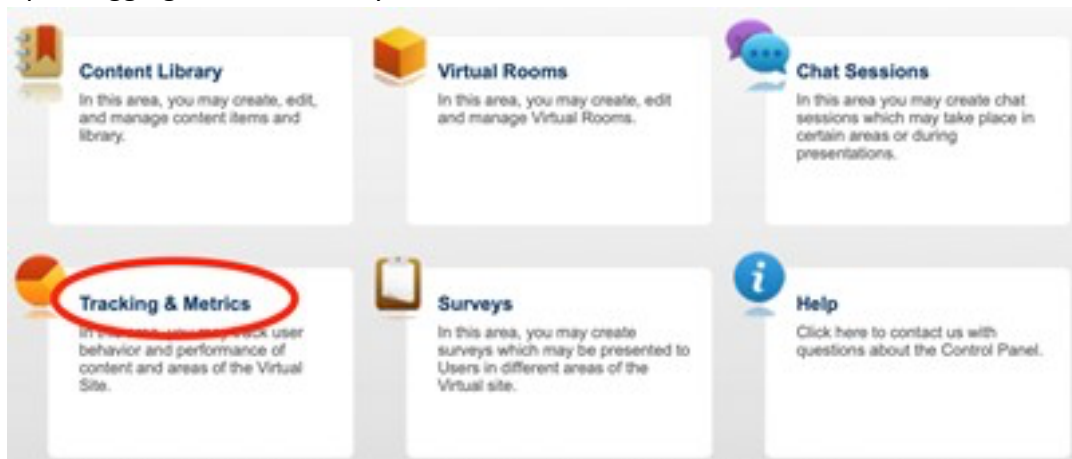 Content Library
In this area, you may create, edit,
and manage content items and
library.
Virtual Rooms
In this area, you may create, edit
and manage Virtual Rooms.
Chat Sessions
In this area you may create chat
sessions which may take place in
certain areas or during
presentations.
Tracking & Metrics
In this area, you may track user
behavior and performance of
content and areas of the Virtual
Site.
Surveys
In this area, you may create
surveys which may be presented to
Users in different areas of the
Virtual site.
Help
Click here to contact us with
questions about the Control Panel.